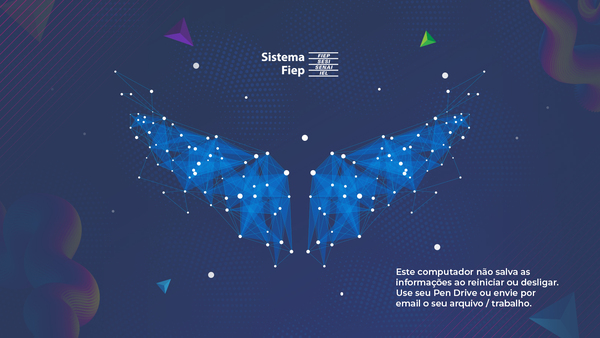 Sistema
Fiep
FIEP
SESI
SENAI
IEL
Este computador não salva as
informações ao reiniciar ou desligar.
Use seu Pen Drive ou envie por
email o seu arquivo / trabalho.